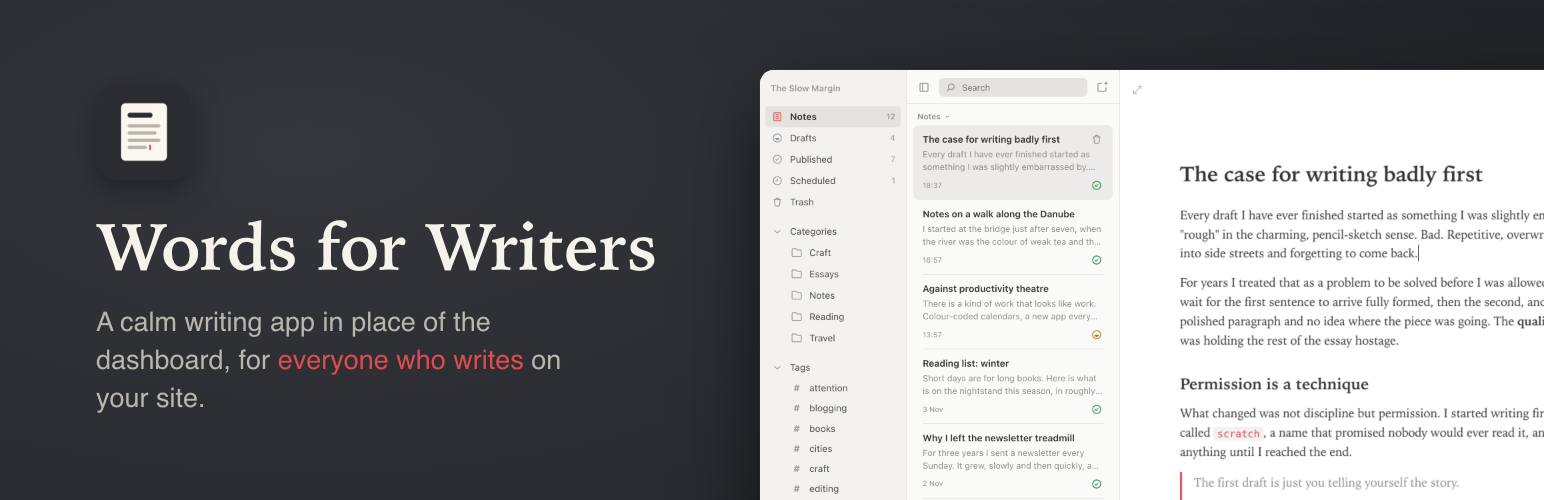 Words for Writers
A calm writing app in place of the
dashboard, for everyone who writes on
your site.
The Slow Margin
Notes 12
Drafts 4
Published 7
Scheduled 1
Trash
Categories
Craft
Essays
Notes
Reading
Travel
Tags
# attention
# blogging
# books
# cities
# craft
# editing
Search
Notes
The case for writing badly first
Every draft I have ever finished started as
something I was slightly embarrassed by....
18:37
Notes on a walk along the Danube
I started at the bridge just after seven, when
the river was the colour of weak tea and th...
16:57
Against productivity theatre
There is a kind of work that looks like work.
Colour-coded calendars, a new app every...
13:57
Reading list: winter
Short days are for long books. Here is what
is on the nightstand this season, in roughly...
3 Nov
Why I left the newsletter treadmill
For three years I sent a newsletter every
Sunday. It grew, slowly and then quickly, a...
2 Nov
The case for writing badly first
Every draft I have ever finished started as something I was slightly
"rough" in the charming, pencil-sketch sense. Bad. Repetitive,
into side streets and forgetting to come back.
For years I treated that as a problem to be solved before I was
wait for the first sentence to arrive fully formed, then the second,
polished paragraph and no idea where the piece was going. The
was holding the rest of the essay hostage.
Permission is a technique
What changed was not discipline but permission. I started writing
called scratch, a name that promised nobody would ever read it,
anything until I reached the end.
The first draft is just you telling yourself the story.